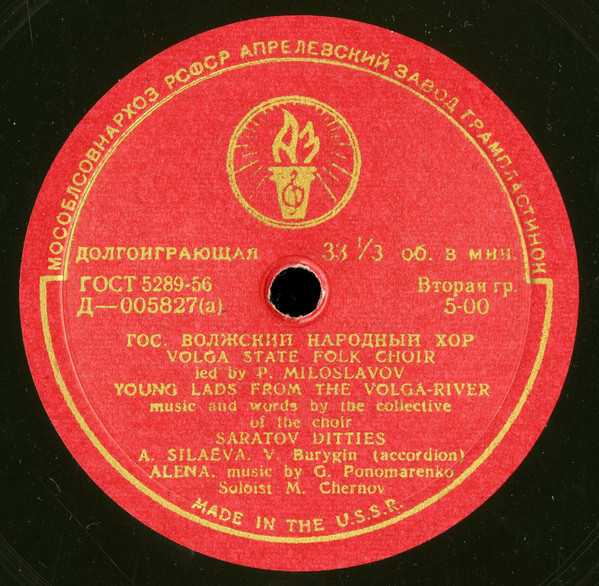 МОСОБЛСОВНАРХОЗ РСФСР АПРЕЛЕВСКИЙ ЗАВОД ГРАМПЛАСТИНОК
АЗ
ДОЛГОИГРАЮЩАЯ 33 1/3 об. в мин.
ГОСТ 5289-56 Вторая гр.
Д—005827(а) 5-00
ГОС. ВОЛЖСКИЙ НАРОДНЫЙ ХОР
VOLGA STATE FOLK CHOIR
led by P. MILOSLAVOV
YOUNG LADS FROM THE VOLGA-RIVER
music and words by the collective
of the choir
SARATOV DITTIES
A. SILAËVA, V. Burygin (accordion)
ALENA, music by G. Ponomarenko
Soloist M. Chernov
MADE IN THE U.S.S.R.